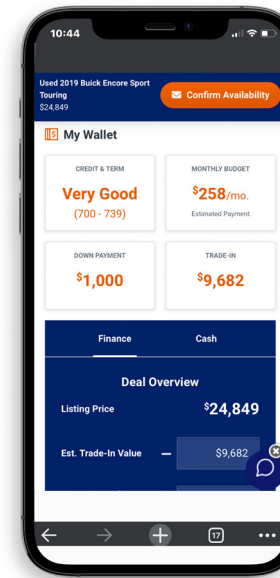 10:44
Used 2019 Buick Encore Sport
Touring
$24,849
Confirm Availability
My Wallet
CREDIT & TERM
Very Good
(700 - 739)
MONTHLY BUDGET
$258/mo.
Estimated Payment
DOWN PAYMENT
$1,000
TRADE-IN
$9,682
Finance
Cash
Deal Overview
Listing Price
$24,849
Est. Trade-In Value
–
$9,682
17